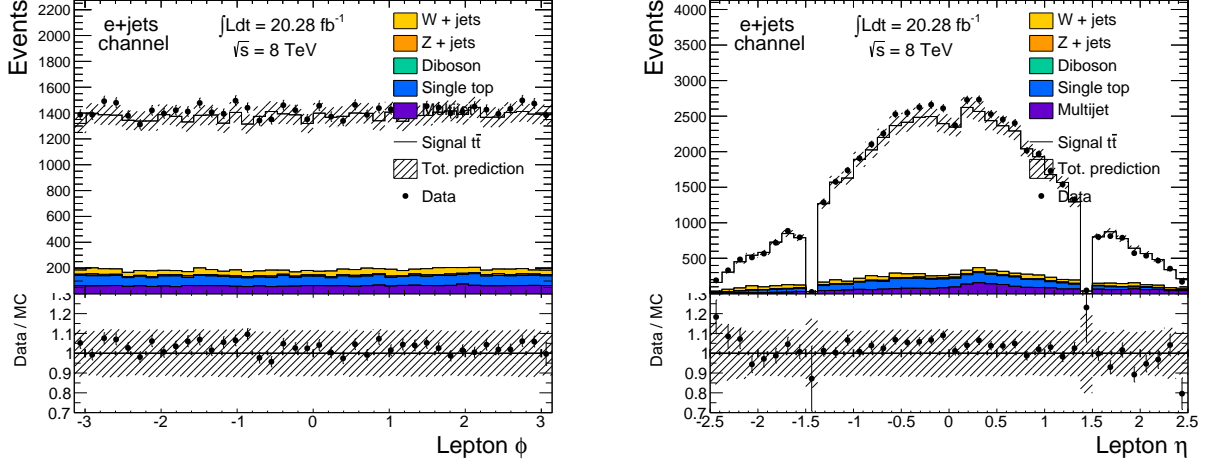 Events
2200
2000
1800
1600
1400
1200
1000
800
600
400
200
e+jets
channel
∫Ldt = 20.28 fb⁻¹
√s = 8 TeV
W + jets
Z + jets
Diboson
Single top
Multijet
Signal tt̄
Tot. prediction
Data
Data / MC
1.3
1.2
1.1
1
0.9
0.8
0.7
-3 -2 -1 0 1 2 3
Lepton ϕ
Events
4000
3500
3000
2500
2000
1500
1000
500
e+jets
channel
∫Ldt = 20.28 fb⁻¹
√s = 8 TeV
W + jets
Z + jets
Diboson
Single top
Multijet
Signal tt̄
Tot. prediction
Data
Data / MC
1.3
1.2
1.1
1
0.9
0.8
0.7
-2.5 -2 -1.5 -1 -0.5 0 0.5 1 1.5 2 2.5
Lepton η